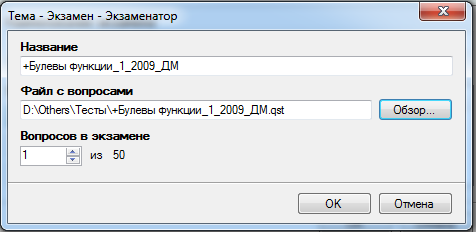 Тема - Экзамен - Экзаменатор
Название
+Булевы функции_1_2009_ДМ
Файл с вопросами
D:\Others\Тесты\+Булевы функции_1_2009_ДМ.qst
Обзор...
Вопросов в экзамене
1 из 50
OK Отмена